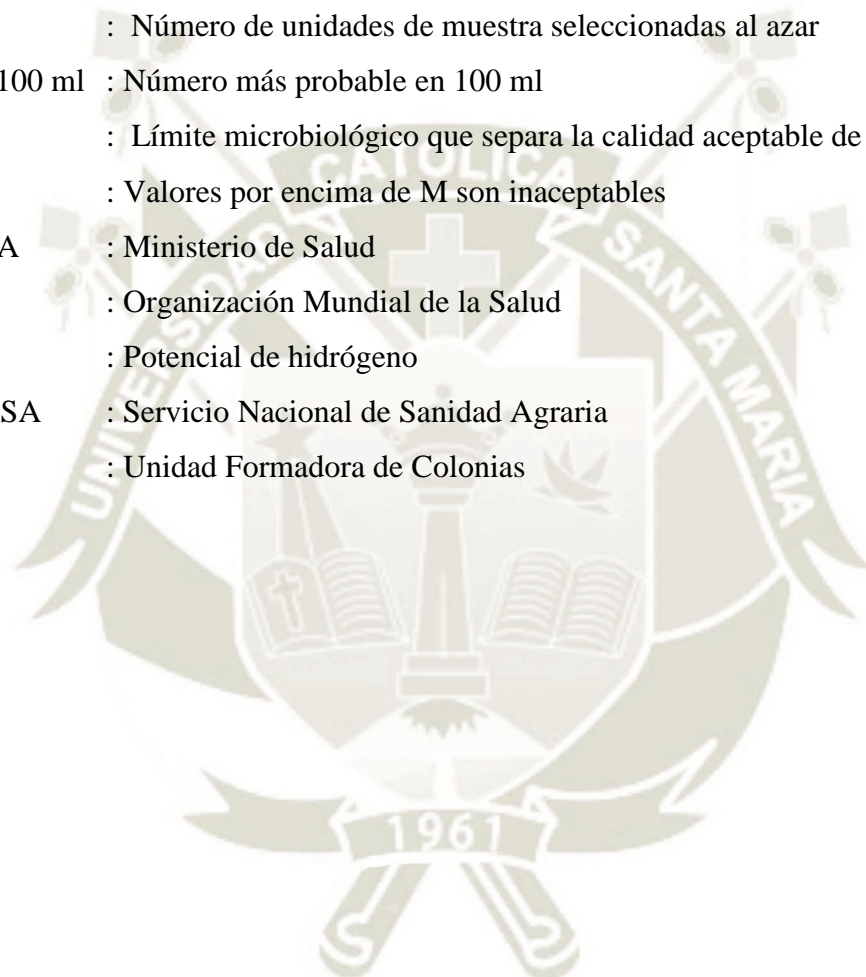 : Número de unidades de muestra seleccionadas al azar
100 ml : Número más probable en 100 ml
: Límite microbiológico que separa la calidad aceptable de
: Valores por encima de M son inaceptables
A : Ministerio de Salud
: Organización Mundial de la Salud
: Potencial de hidrógeno
SA : Servicio Nacional de Sanidad Agraria
: Unidad Formadora de Colonias
UNIVERSIDAD CATOLICA SANTA MARIA
1961